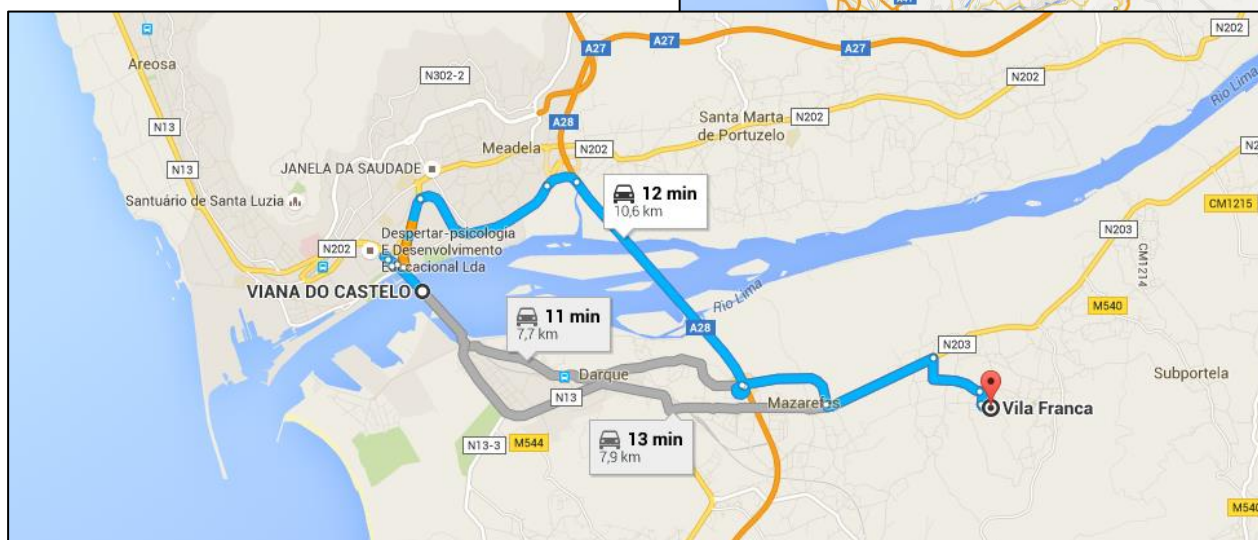 A27
A27
N202
Areosa
A27
N302-2
N202
Rio Lima
N13
A28
Santa Marta
de Portuzelo
N202
Meadela
N202
N13
JANELA DA SAUDADE
12 min
10,6 km
Santuário de Santa Luzia
CM1215
Despertar-psicologia
E Desenvolvimento
Educacional Lda
N202
N203
CM1214
VIANA DO CASTELO
Rio Lima
11 min
7,7 km
M540
A28
N203
Darque
Subportela
N13
Mazarefes
Vila Franca
13 min
7,9 km
N13-3
M544
M540